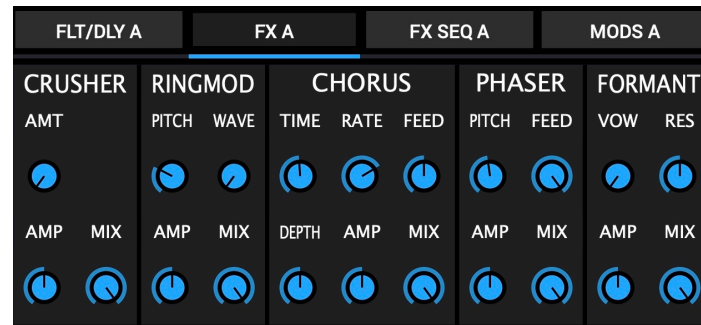 FLT/DLY A FX A FX SEQ A MODS A
CRUSHER RINGMOD CHORUS PHASER FORMANT
AMT PITCH WAVE TIME RATE FEED PITCH FEED VOW RES
AMP MIX AMP MIX DEPTH AMP MIX AMP MIX AMP MIX